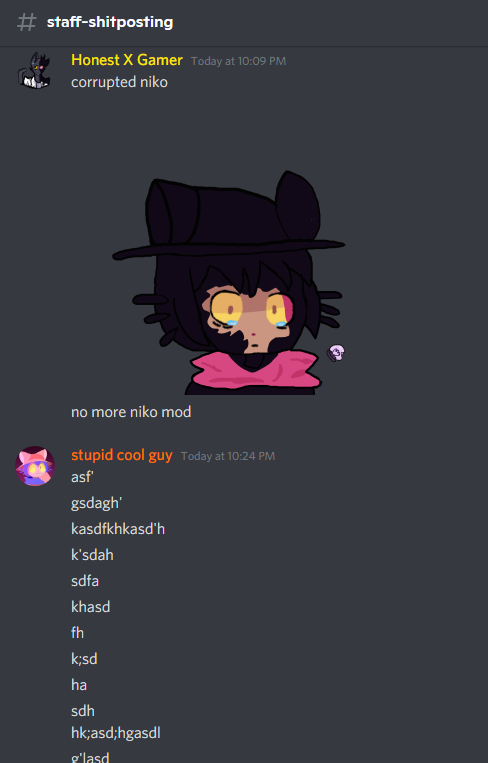 # staff-shitposting
Honest X Gamer Today at 10:09 PM
corrupted niko
no more niko mod
stupid cool guy Today at 10:24 PM
asf'
gsdagh'
kasdfkhkasd'h
k'sdah
sdfa
khasd
fh
k;sd
ha
sdh
hk;asd;hgasdl
g'lasd